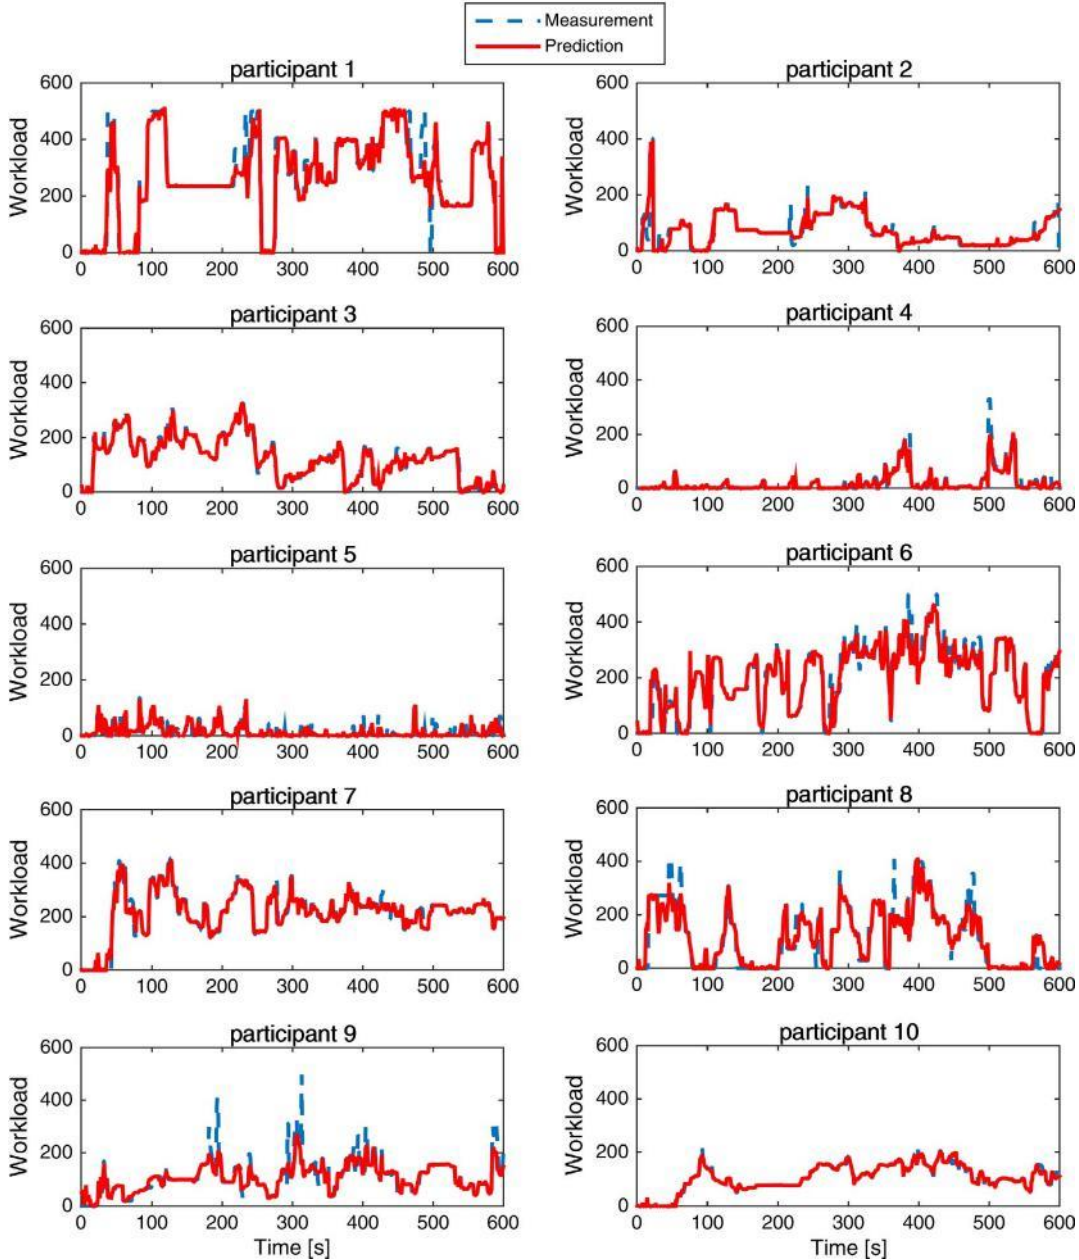 Measurement
Prediction
participant 1
participant 2
600
400
200
0
Workload
0 100 200 300 400 500 600
600
400
200
0
Workload
0 100 200 300 400 500 600
participant 3
participant 4
600
400
200
0
Workload
0 100 200 300 400 500 600
600
400
200
0
Workload
0 100 200 300 400 500 600
participant 5
participant 6
600
400
200
0
Workload
0 100 200 300 400 500 600
600
400
200
0
Workload
0 100 200 300 400 500 600
participant 7
participant 8
600
400
200
0
Workload
0 100 200 300 400 500 600
600
400
200
0
Workload
0 100 200 300 400 500 600
participant 9
participant 10
600
400
200
0
Workload
0 100 200 300 400 500 600
Time [s]
600
400
200
0
Workload
0 100 200 300 400 500 600
Time [s]